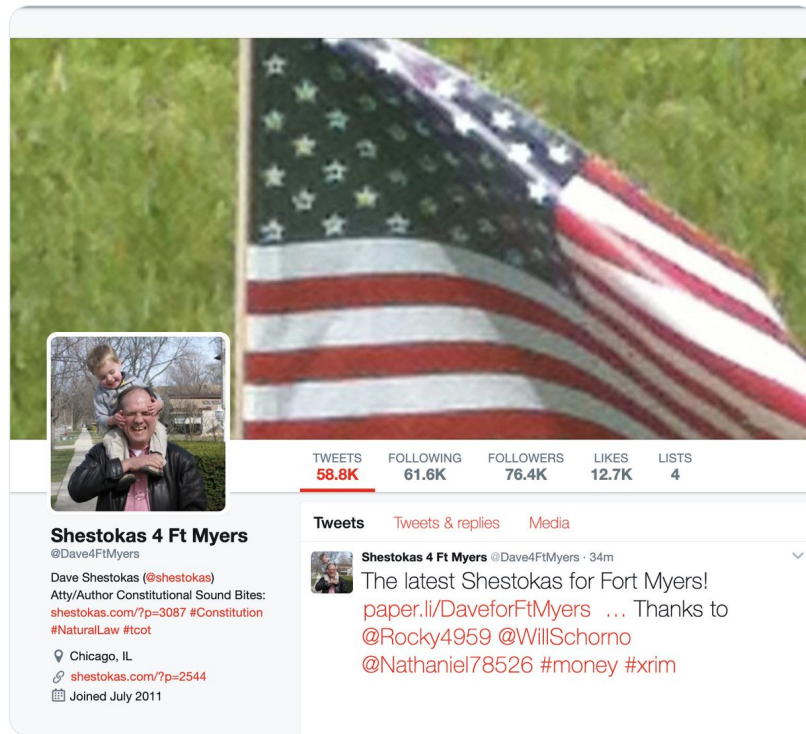 TWEETS FOLLOWING FOLLOWERS LIKES LISTS
58.8K 61.6K 76.4K 12.7K 4
Shestokas 4 Ft Myers
@Dave4FtMyers
Dave Shestokas (@shestokas)
Atty/Author Constitutional Sound Bites:
shestokas.com/?p=3087 #Constitution
#NaturalLaw #tcot
Chicago, IL
shestokas.com/?p=2544
Joined July 2011
Tweets Tweets & replies Media
Shestokas 4 Ft Myers @Dave4FtMyers · 34m
The latest Shestokas for Fort Myers!
paper.li/DaveforFtMyers … Thanks to
@Rocky4959 @WillSchorno
@Nathaniel78526 #money #xrim